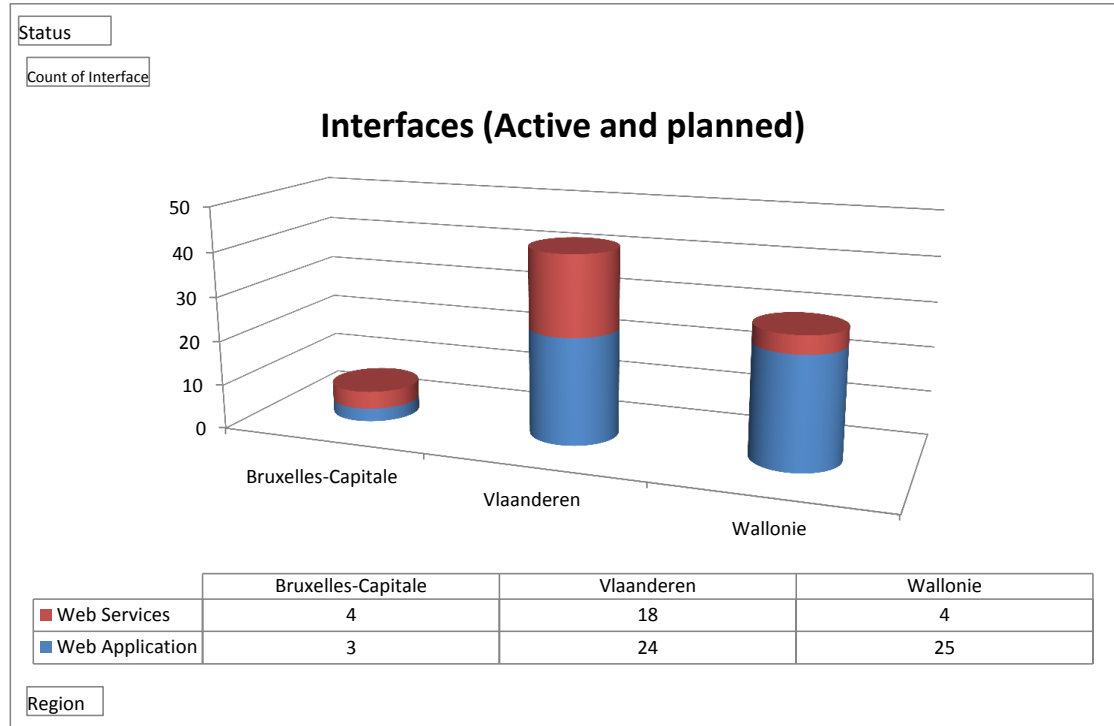 Status
Count of Interface
Interfaces (Active and planned)
50
40
30
20
10
0
Bruxelles-Capitale
Vlaanderen
Wallonie
Bruxelles-Capitale Vlaanderen Wallonie
Web Services 4 18 4
Web Application 3 24 25
Region